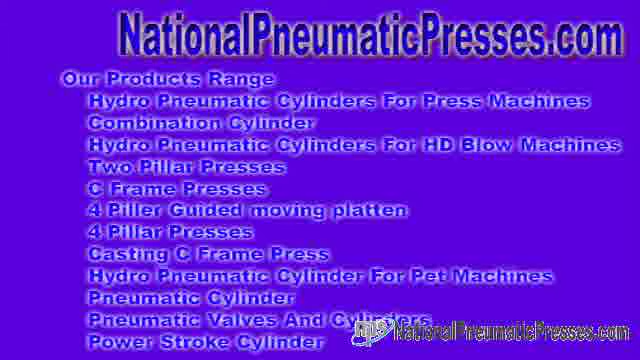 NationalPneumaticPresses.com
Our Products Range
Hydro Pneumatic Cylinders For Press Machines
Combination Cylinder
Hydro Pneumatic Cylinders For HD Blow Machines
Two Pillar Presses
C Frame Presses
4 Piller Guided moving platten
4 Pillar Presses
Casting C Frame Press
Hydro Pneumatic Cylinder For Pet Machines
Pneumatic Cylinder
Pneumatic Valves And Cylinders
NationalPneumaticPresses.com
Power Stroke Cylinder